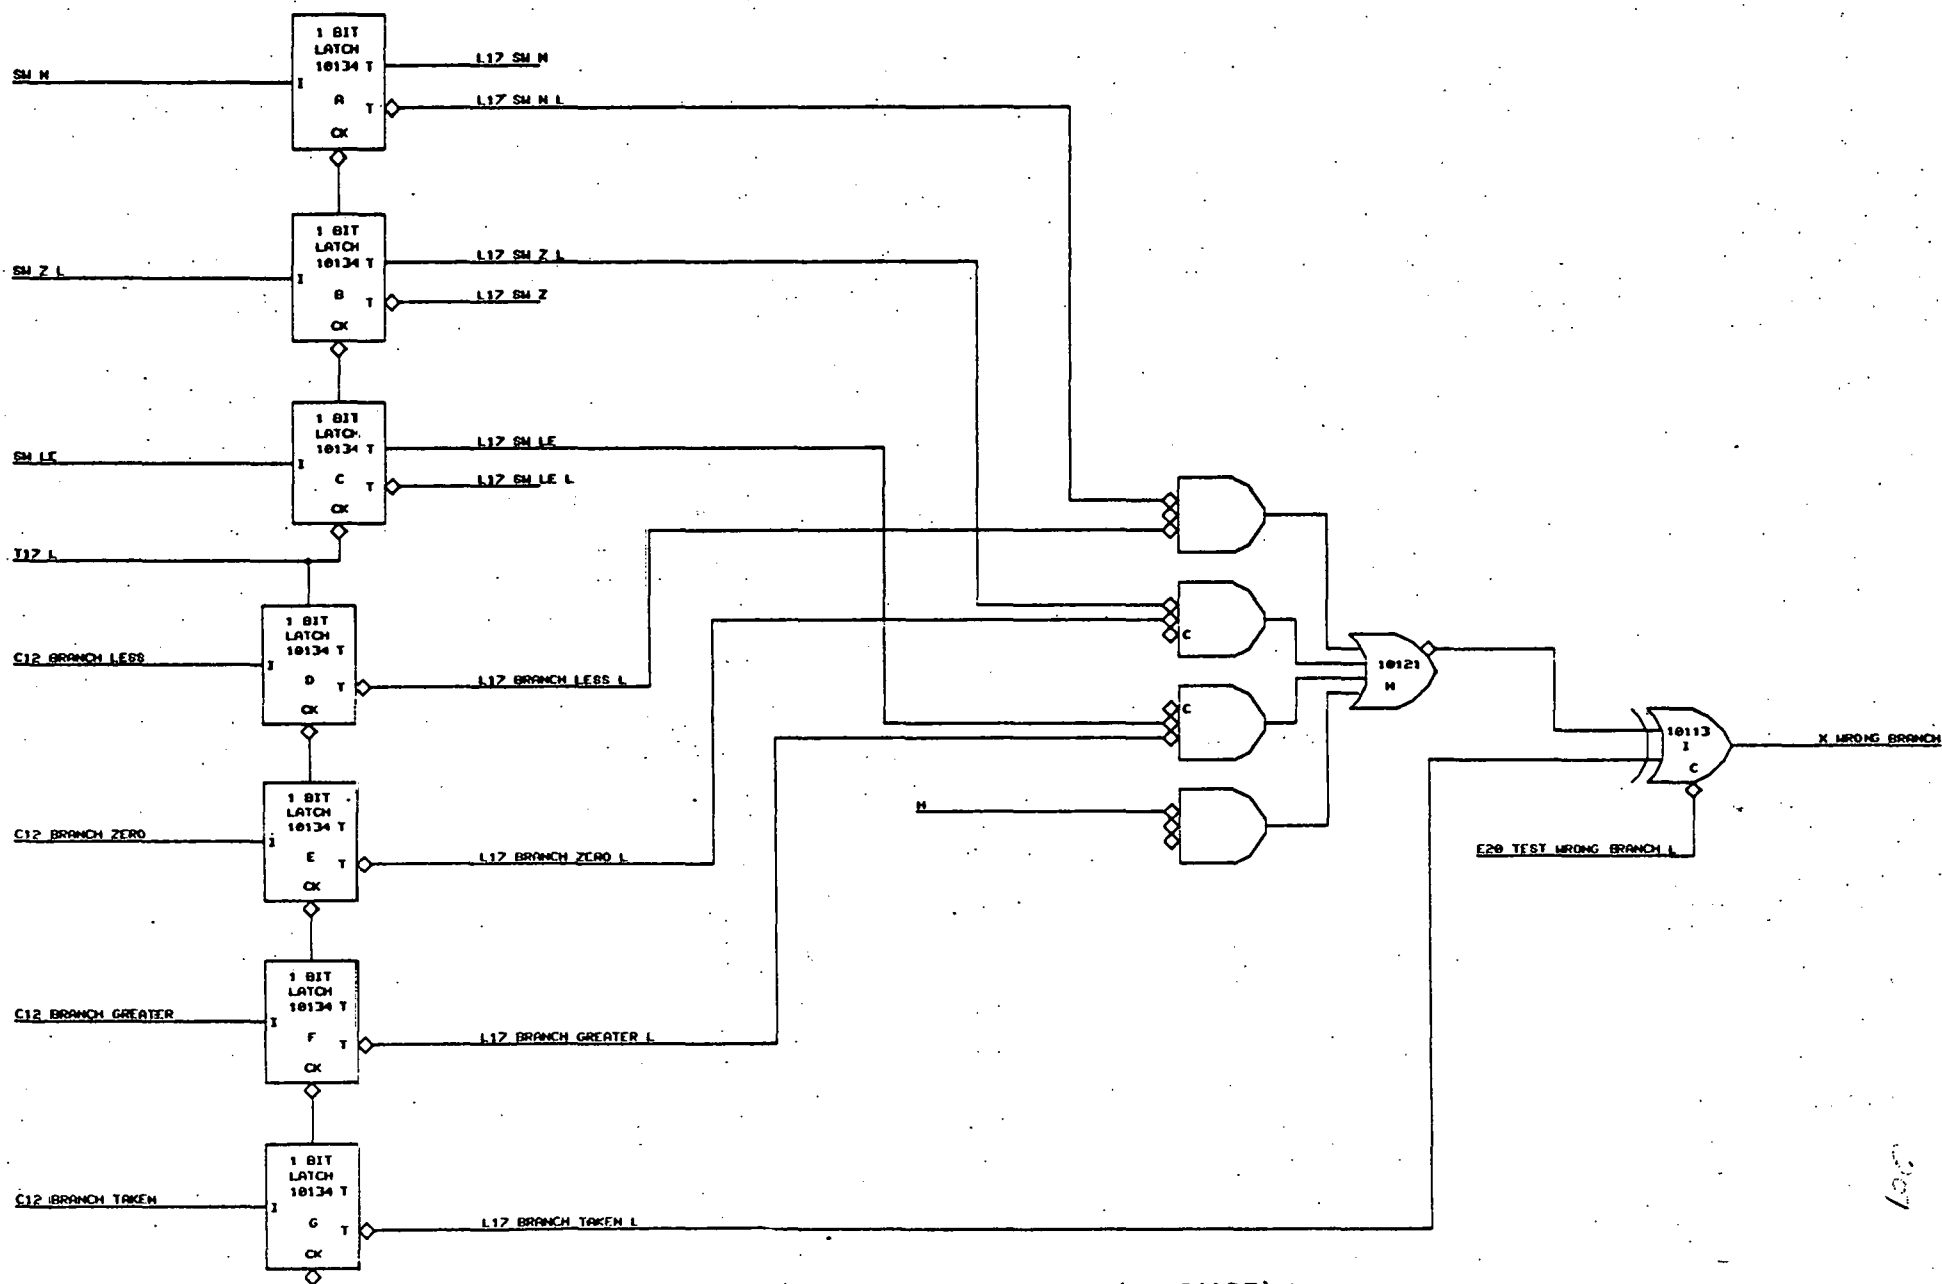 1 BIT
LATCH
10134 T
SW N
I
A
T
CK
L17 SW N
L17 SW N L
1 BIT
LATCH
10134 T
SW Z L
I
B
T
CK
L17 SW Z L
L17 SW Z
1 BIT
LATCH
10134 T
SW LE
I
C
T
CK
L17 SW LE
L17 SW LE L
T17 L
1 BIT
LATCH
10134 T
C12 BRANCH LESS
I
D
T
CK
L17 BRANCH LESS L
1 BIT
LATCH
10134 T
C12 BRANCH ZERO
I
E
T
CK
L17 BRANCH ZERO L
1 BIT
LATCH
10134 T
C12 BRANCH GREATER
I
F
T
CK
L17 BRANCH GREATER L
1 BIT
LATCH
10134 T
C12 BRANCH TAKEN
I
G
T
CK
L17 BRANCH TAKEN L
C
C
H
10121
H
10113
I
C
X WRONG BRANCH
E20 TEST WRONG BRANCH L